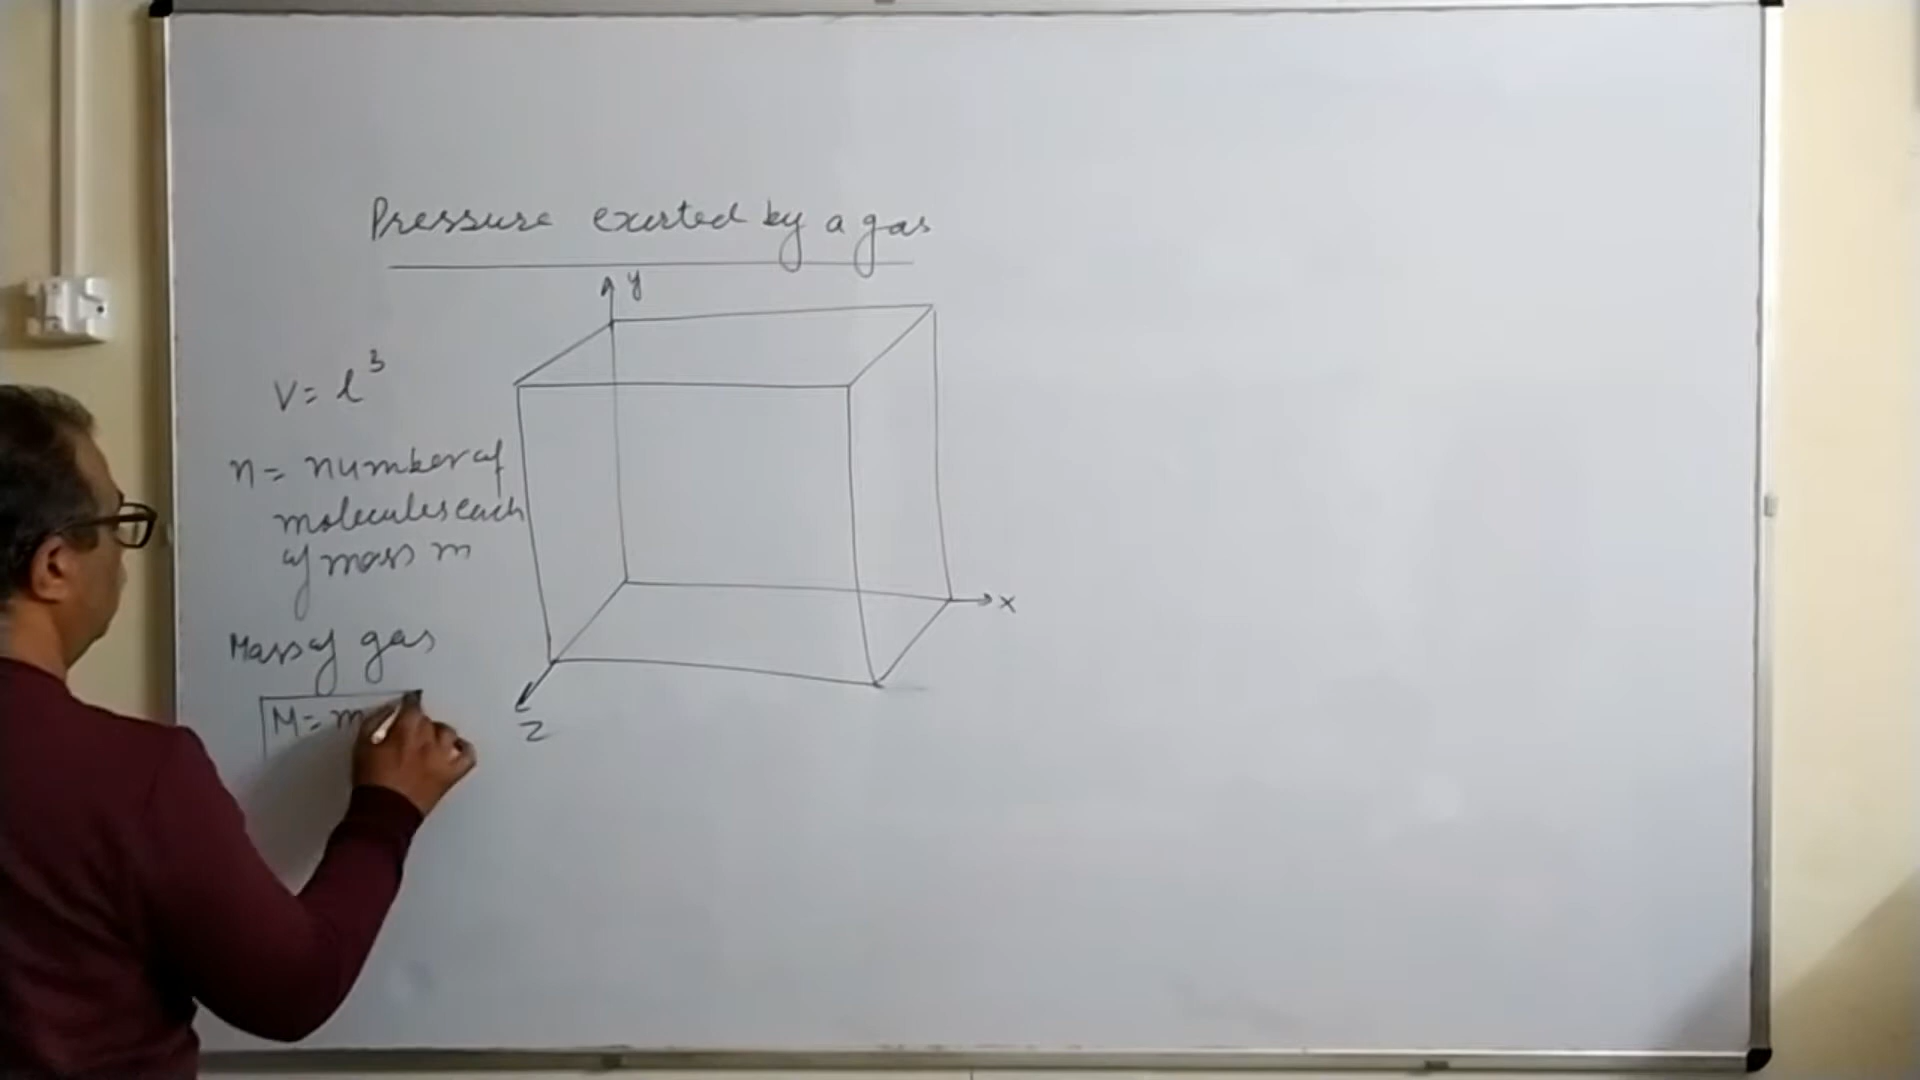 Pressure exerted by a gas
y
V = l³
n = number of
molecules each
of mass m
x
Mass of gas
M = m
z